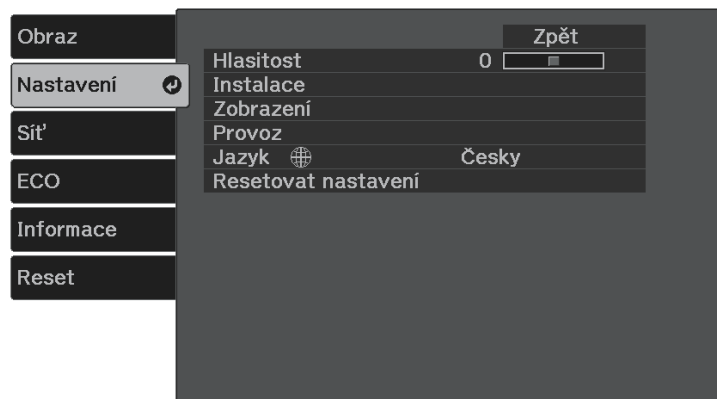 Obraz
Nastavení
Síť
ECO
Informace
Reset
Zpět
Hlasitost 0
Instalace
Zobrazení
Provoz
Jazyk Česky
Resetovat nastavení